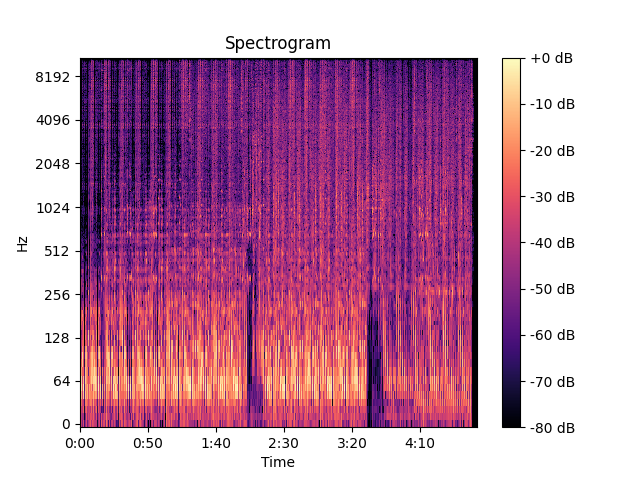 Spectrogram
8192
4096
2048
1024
512
256
128
64
0
Hz
0:00 0:50 1:40 2:30 3:20 4:10
Time
+0 dB
-10 dB
-20 dB
-30 dB
-40 dB
-50 dB
-60 dB
-70 dB
-80 dB